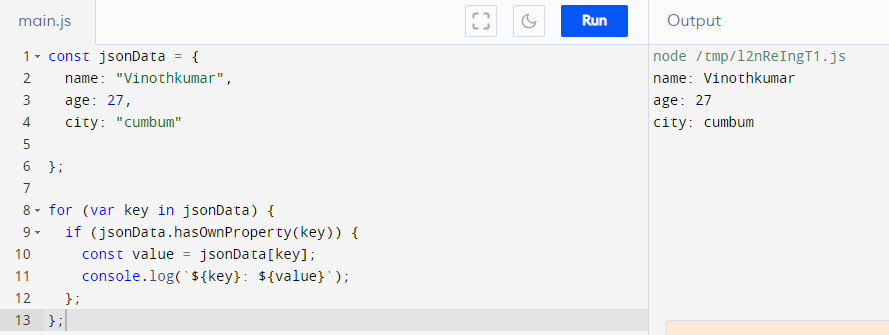 main.js
Run
Output
1 const jsonData = {
2   name: "Vinothkumar",
3   age: 27,
4   city: "cumbum"
5
6 };
7
8 for (var key in jsonData) {
9   if (jsonData.hasOwnProperty(key)) {
10     const value = jsonData[key];
11     console.log(`${key}: ${value}`);
12   };
13 };
node /tmp/l2nReIngT1.js
name: Vinothkumar
age: 27
city: cumbum